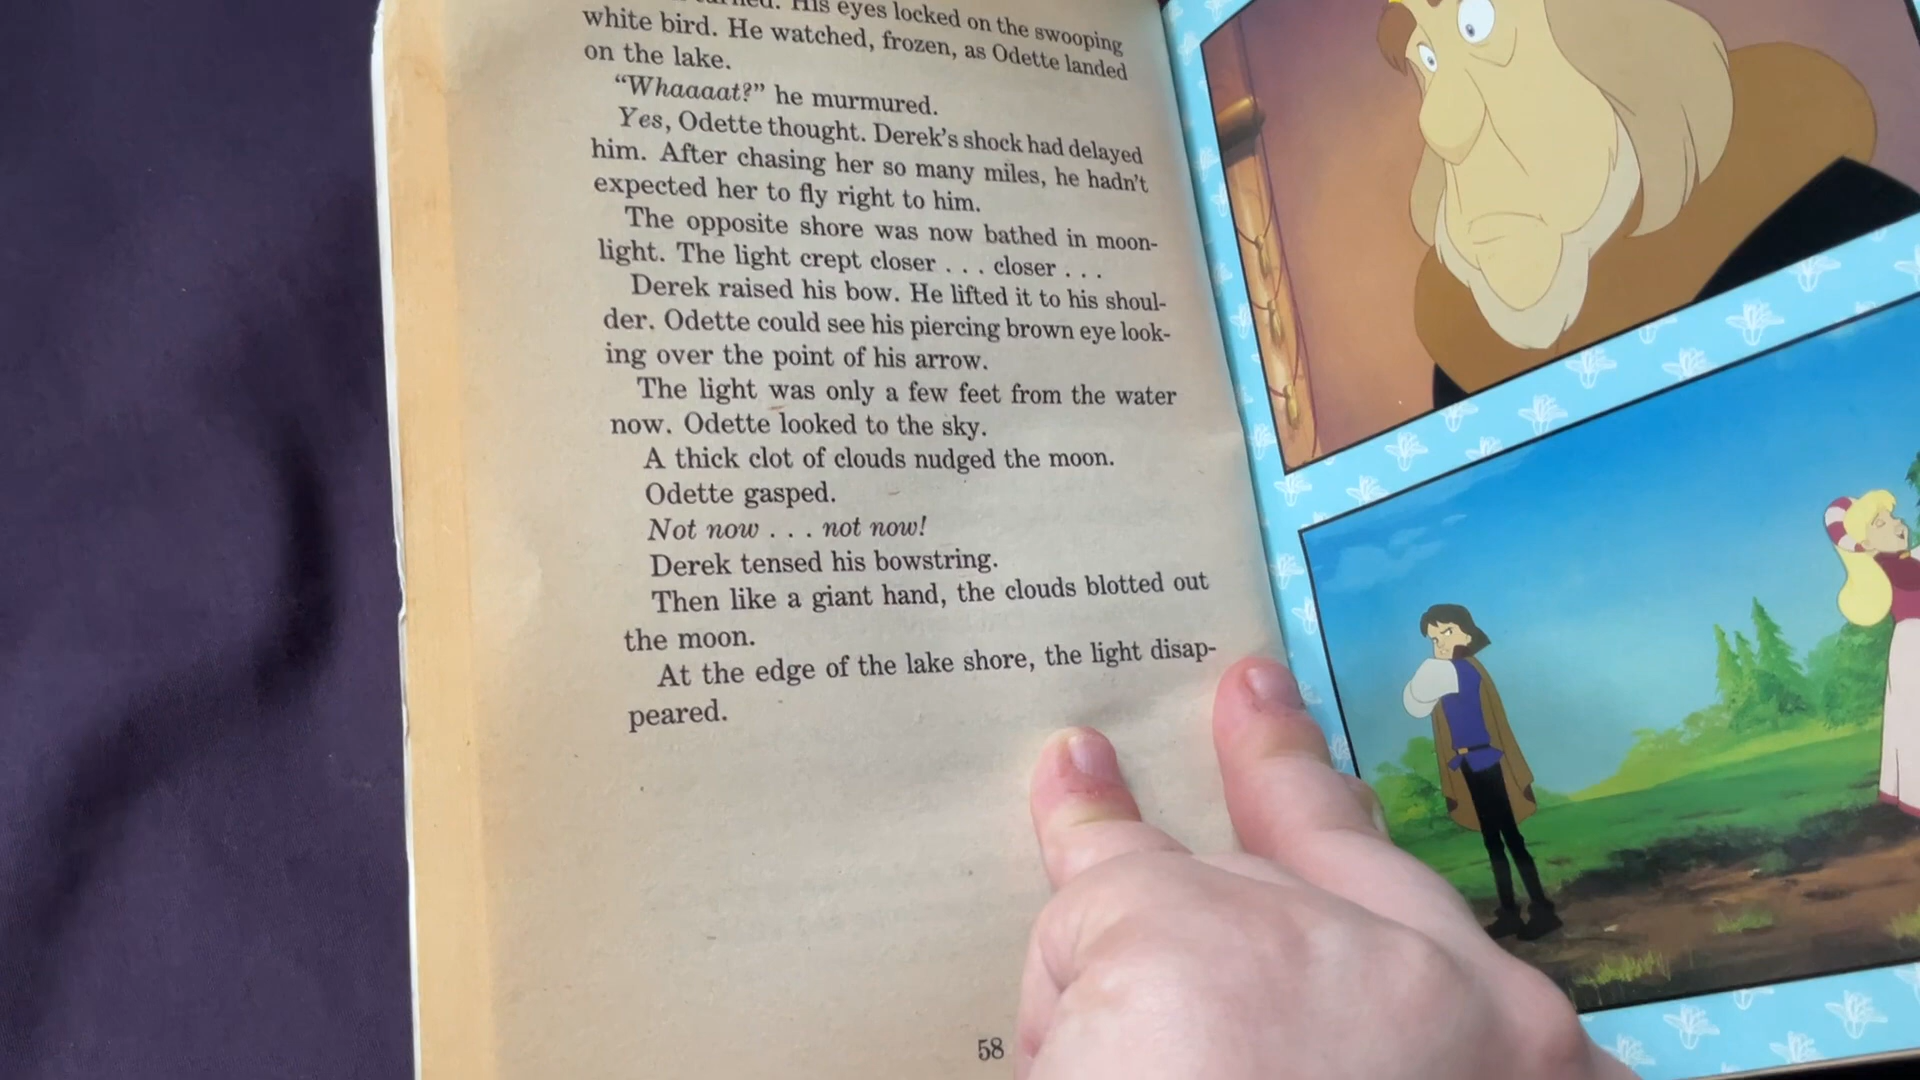 His eyes locked on the swooping
white bird. He watched, frozen, as Odette landed
on the lake.
“Whaaaat?” he murmured.
Yes, Odette thought. Derek’s shock had delayed
him. After chasing her so many miles, he hadn’t
expected her to fly right to him.
The opposite shore was now bathed in moon-
light. The light crept closer . . . closer . . .
Derek raised his bow. He lifted it to his shoul-
der. Odette could see his piercing brown eye look-
ing over the point of his arrow.
The light was only a few feet from the water
now. Odette looked to the sky.
A thick clot of clouds nudged the moon.
Odette gasped.
Not now . . . not now!
Derek tensed his bowstring.
Then like a giant hand, the clouds blotted out
the moon.
At the edge of the lake shore, the light disap-
peared.
58